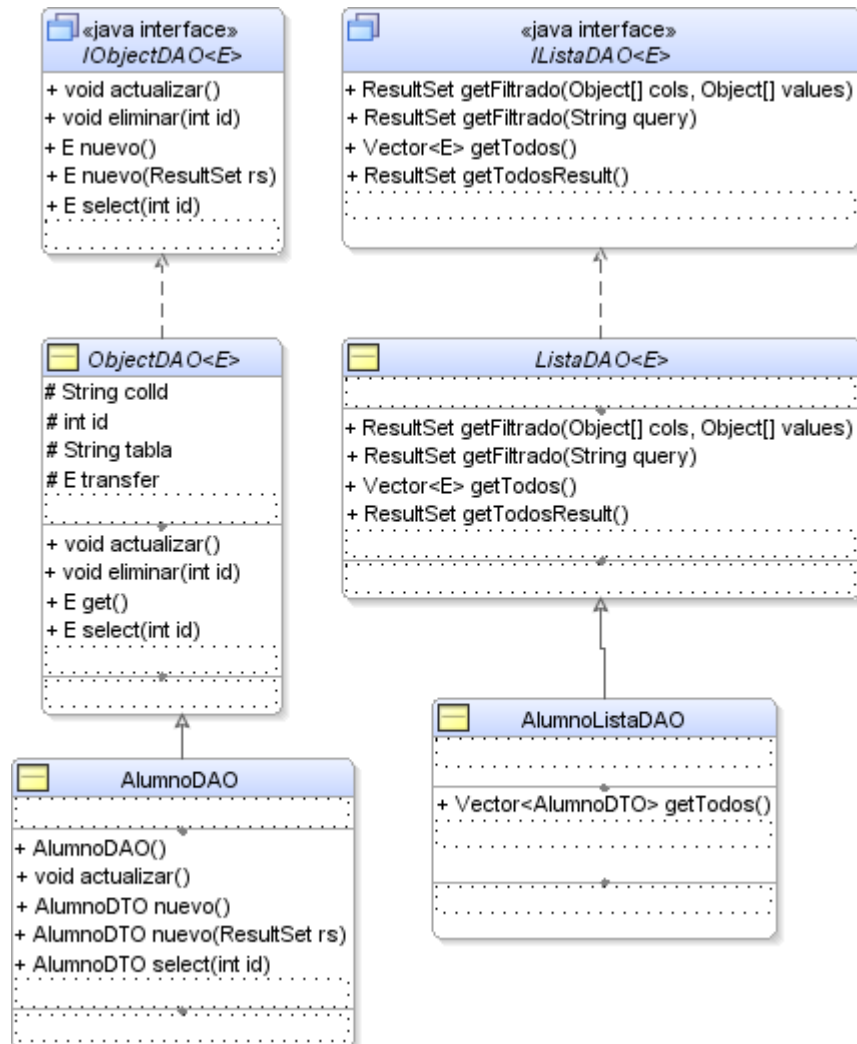 «java interface»
IObjectDAO<E>
+ void actualizar()
+ void eliminar(int id)
+ E nuevo()
+ E nuevo(ResultSet rs)
+ E select(int id)
«java interface»
IListaDAO<E>
+ ResultSet getFiltrado(Object[] cols, Object[] values)
+ ResultSet getFiltrado(String query)
+ Vector<E> getTodos()
+ ResultSet getTodosResult()
ObjectDAO<E>
# String colId
# int id
# String tabla
# E transfer
+ void actualizar()
+ void eliminar(int id)
+ E get()
+ E select(int id)
ListaDAO<E>
+ ResultSet getFiltrado(Object[] cols, Object[] values)
+ ResultSet getFiltrado(String query)
+ Vector<E> getTodos()
+ ResultSet getTodosResult()
AlumnoDAO
+ AlumnoDAO()
+ void actualizar()
+ AlumnoDTO nuevo()
+ AlumnoDTO nuevo(ResultSet rs)
+ AlumnoDTO select(int id)
AlumnoListaDAO
+ Vector<AlumnoDTO> getTodos()